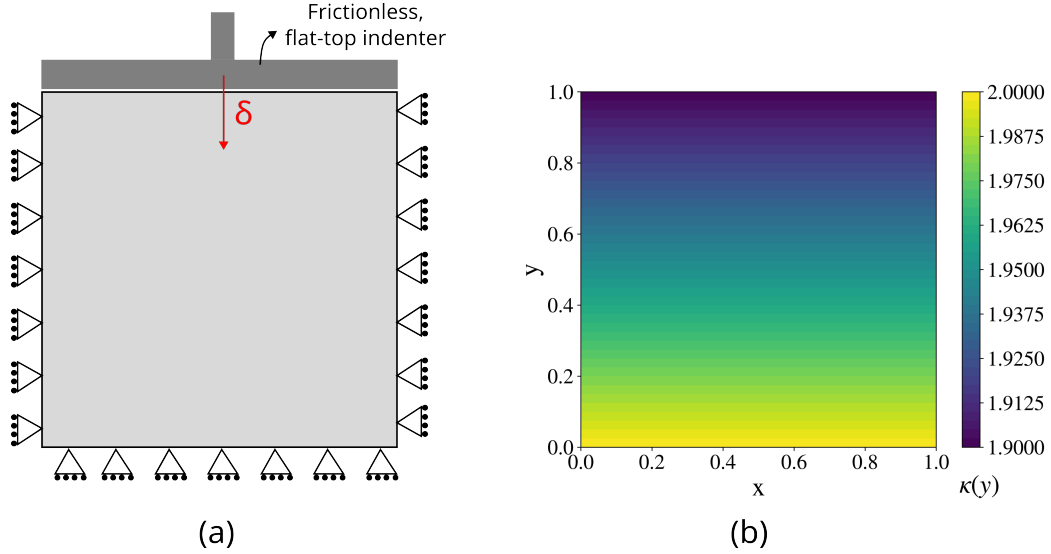 Frictionless,
flat-top indenter
δ
(a)
1.0
0.8
0.6
0.4
0.2
0.0
y
0.0 0.2 0.4 0.6 0.8 1.0
x
2.0000
1.9875
1.9750
1.9625
1.9500
1.9375
1.9250
1.9125
1.9000
κ(y)
(b)